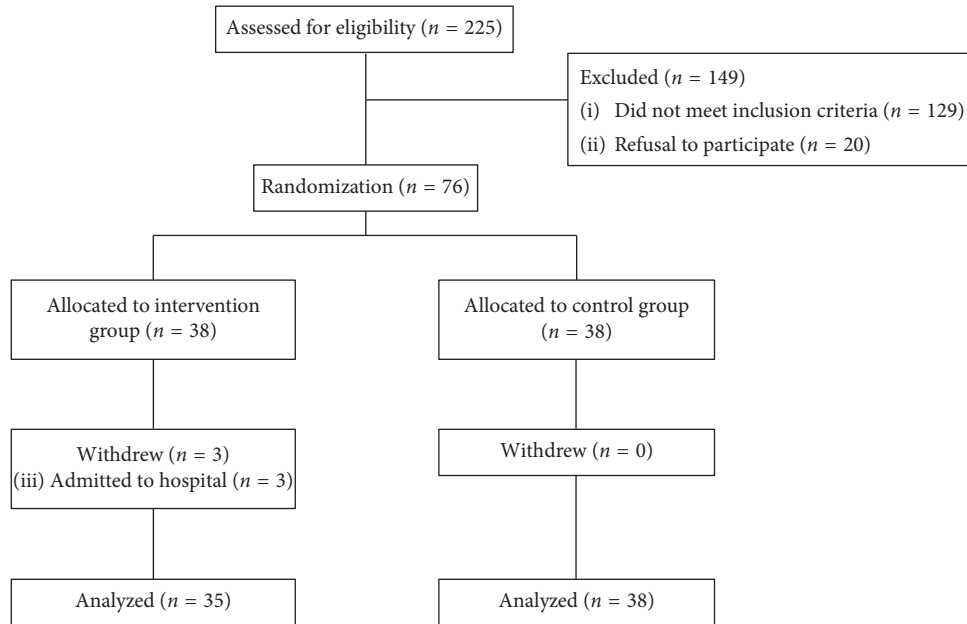 Assessed for eligibility (n = 225)
Excluded (n = 149)
(i) Did not meet inclusion criteria (n = 129)
(ii) Refusal to participate (n = 20)
Randomization (n = 76)
Allocated to intervention
group (n = 38)
Allocated to control group
(n = 38)
Withdrew (n = 3)
(iii) Admitted to hospital (n = 3)
Withdrew (n = 0)
Analyzed (n = 35)
Analyzed (n = 38)